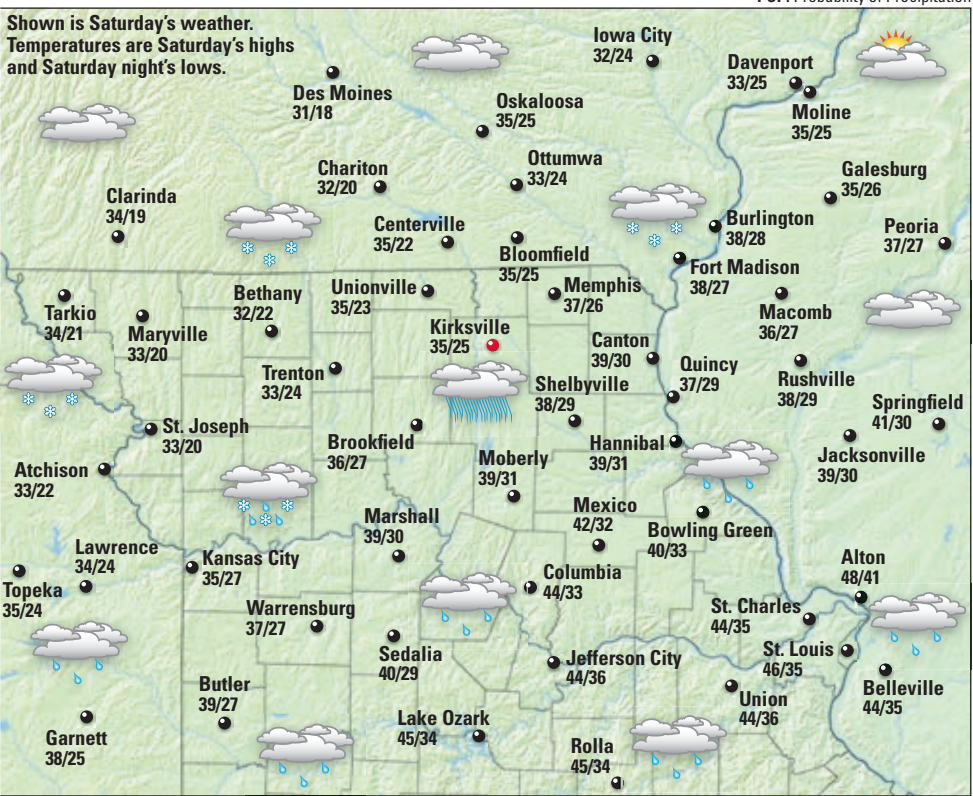 POP: Probability of Precipitation
Shown is Saturday's weather.
Temperatures are Saturday's highs
and Saturday night's lows.
Iowa City
32/24
Davenport
33/25
Moline
35/25
Des Moines
31/18
Oskaloosa
35/25
Chariton
32/20
Ottumwa
33/24
Galesburg
35/26
Clarinda
34/19
Centerville
35/22
Bloomfield
35/25
Burlington
38/28
Peoria
37/27
Fort Madison
38/27
Tarkio
34/21
Maryville
33/20
Bethany
32/22
Unionville
35/23
Memphis
37/26
Macomb
36/27
Kirksville
35/25
Canton
39/30
Quincy
37/29
Rushville
38/29
Trenton
33/24
Shelbyville
38/29
Springfield
41/30
St. Joseph
33/20
Brookfield
36/27
Hannibal
39/31
Jacksonville
39/30
Atchison
33/22
Moberly
39/31
Mexico
42/32
Bowling Green
40/33
Marshall
39/30
Lawrence
34/24
Kansas City
35/27
Topeka
35/24
Columbia
44/33
Alton
48/41
Warrensburg
37/27
St. Charles
44/35
Sedalia
40/29
Jefferson City
44/36
St. Louis
46/35
Belleville
44/35
Butler
39/27
Union
44/36
Garnett
38/25
Lake Ozark
45/34
Rolla
45/34